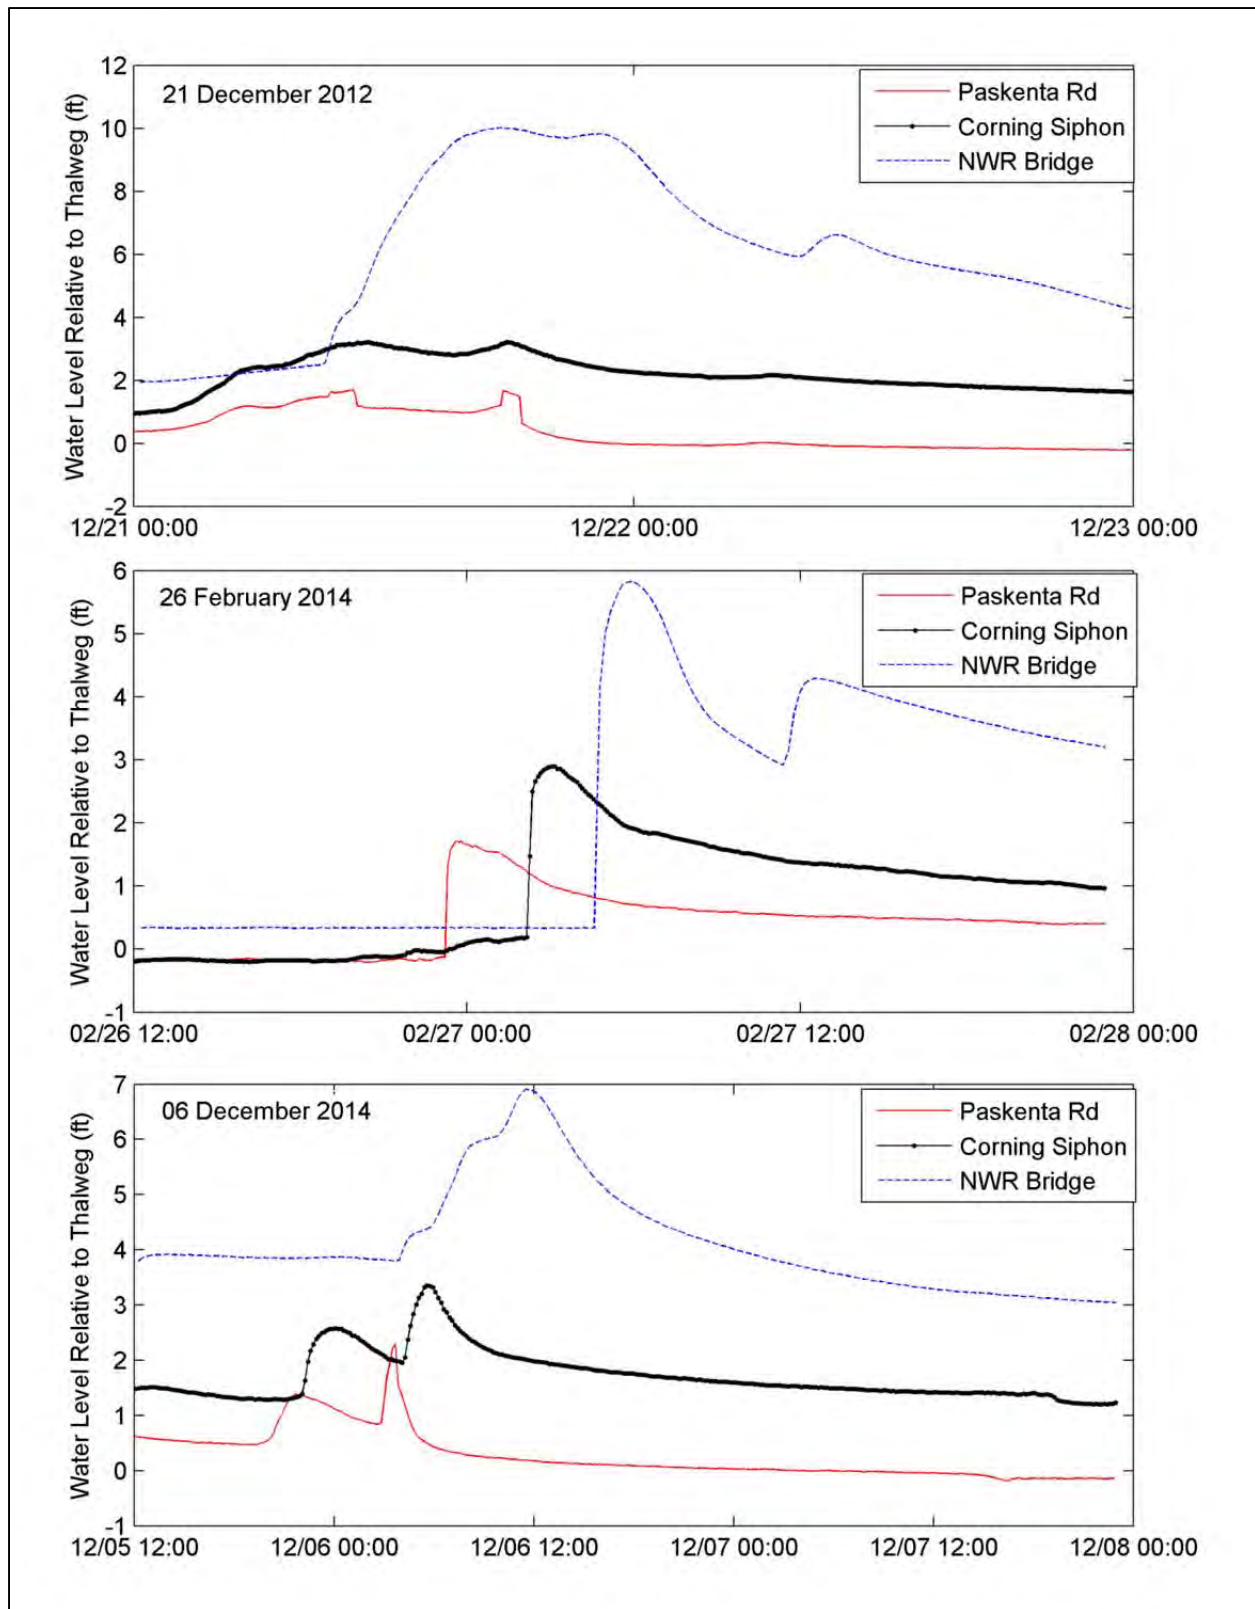 Water Level Relative to Thalweg (ft)
12
10
8
6
4
2
0
-2
21 December 2012
Paskenta Rd
Corning Siphon
NWR Bridge
12/21 00:00
12/22 00:00
12/23 00:00
Water Level Relative to Thalweg (ft)
6
5
4
3
2
1
0
-1
26 February 2014
Paskenta Rd
Corning Siphon
NWR Bridge
02/26 12:00
02/27 00:00
02/27 12:00
02/28 00:00
Water Level Relative to Thalweg (ft)
7
6
5
4
3
2
1
0
-1
06 December 2014
Paskenta Rd
Corning Siphon
NWR Bridge
12/05 12:00
12/06 00:00
12/06 12:00
12/07 00:00
12/07 12:00
12/08 00:00